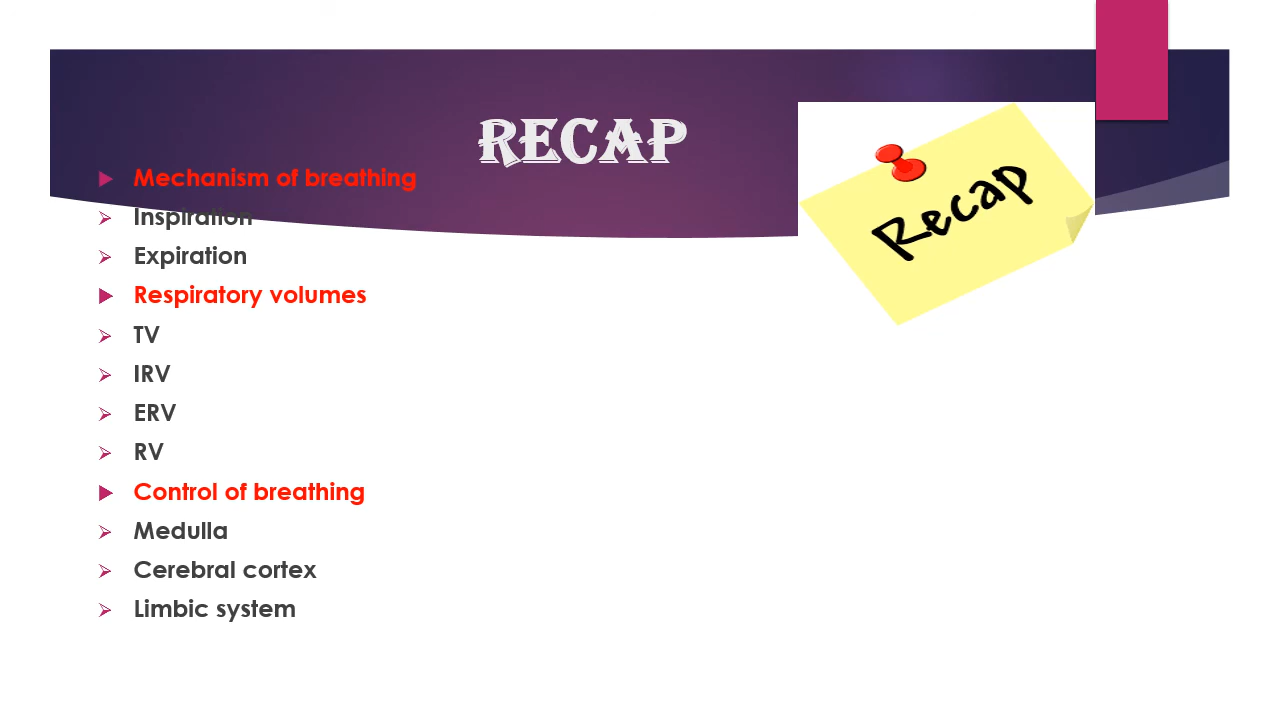 RECAP
Recap
Mechanism of breathing
Inspiration
Expiration
Respiratory volumes
TV
IRV
ERV
RV
Control of breathing
Medulla
Cerebral cortex
Limbic system